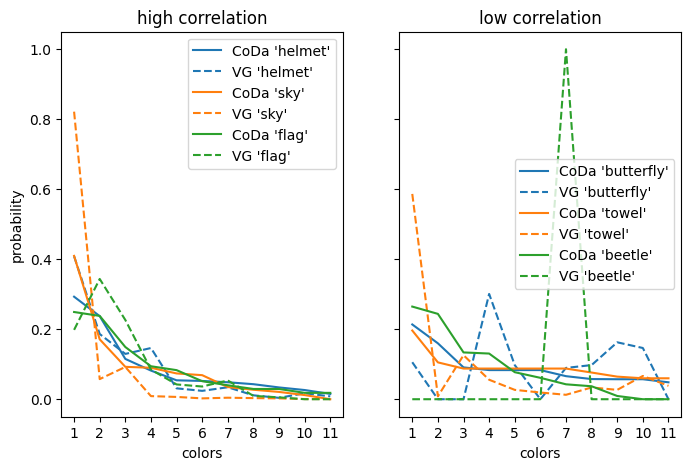 high correlation
low correlation
1.0
0.8
0.6
0.4
0.2
0.0
probability
CoDa 'helmet'
VG 'helmet'
CoDa 'sky'
VG 'sky'
CoDa 'flag'
VG 'flag'
1 2 3 4 5 6 7 8 9 10 11
colors
CoDa 'butterfly'
VG 'butterfly'
CoDa 'towel'
VG 'towel'
CoDa 'beetle'
VG 'beetle'
1 2 3 4 5 6 7 8 9 10 11
colors